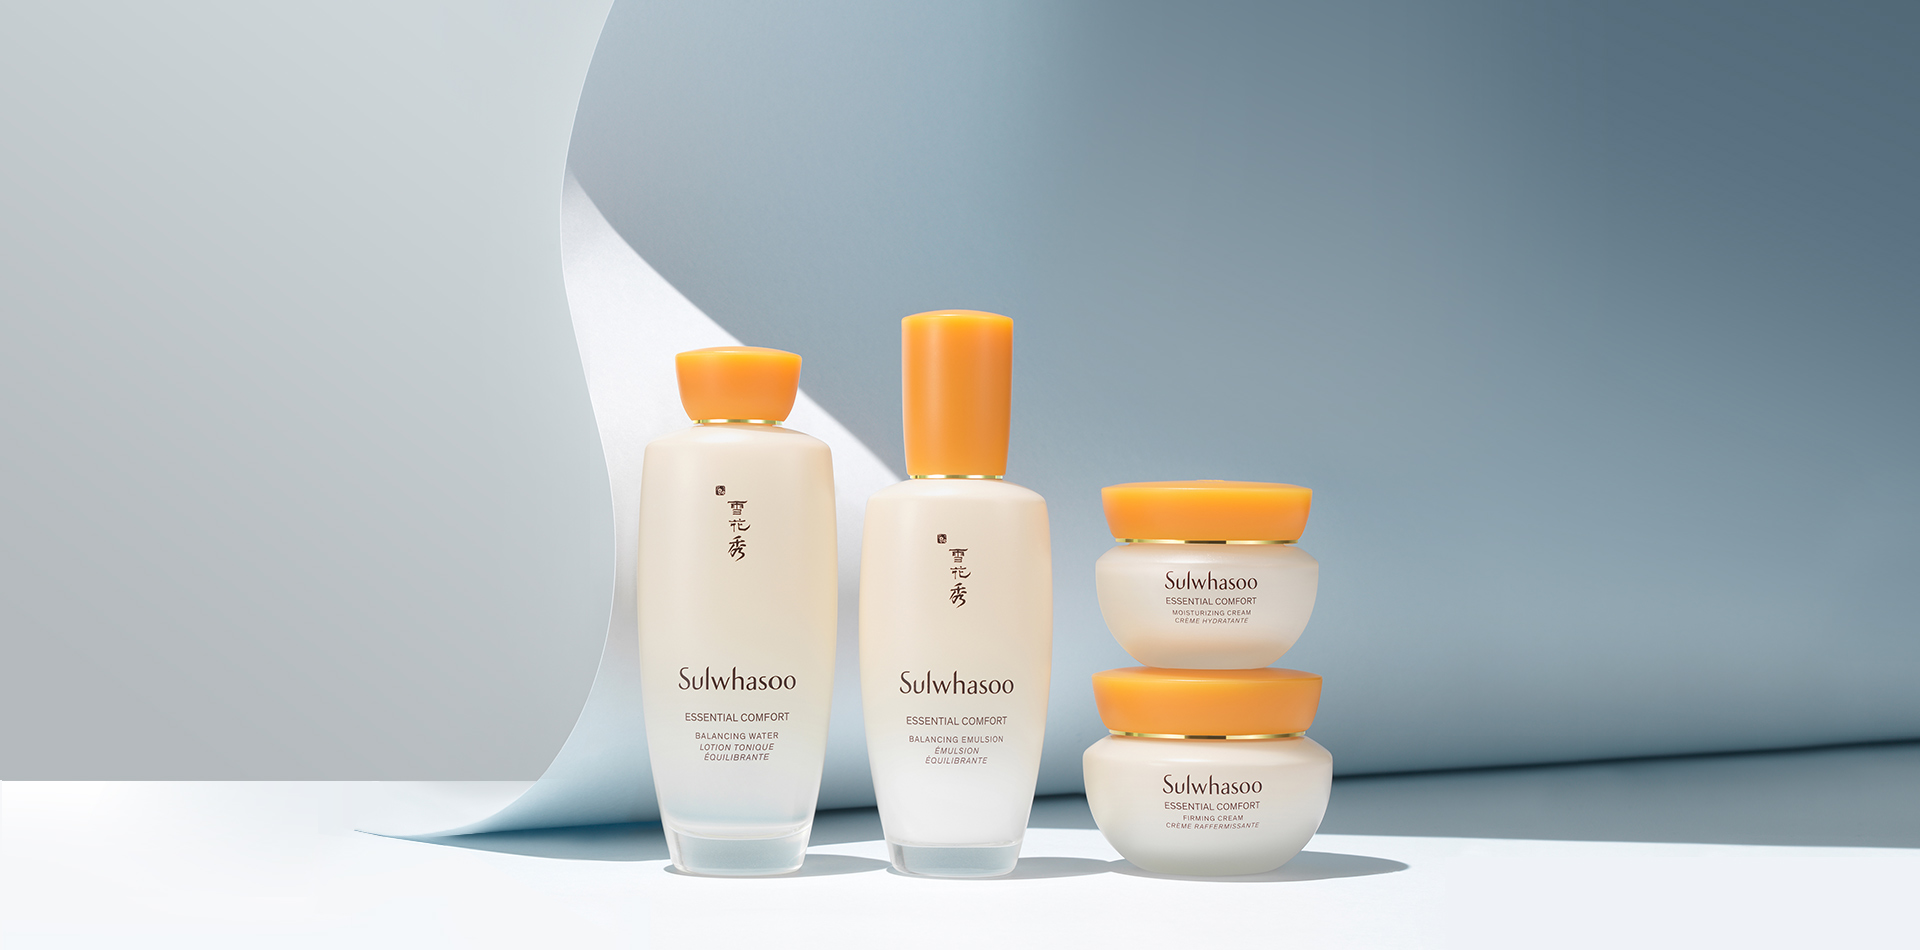 雪
花
秀
Sulwhasoo
ESSENTIAL COMFORT
BALANCING WATER
LOTION TONIQUE
ÉQUILIBRANTE
雪
花
秀
Sulwhasoo
ESSENTIAL COMFORT
BALANCING EMULSION
ÉMULSION
ÉQUILIBRANTE
Sulwhasoo
ESSENTIAL COMFORT
MOISTURIZING CREAM
CRÈME HYDRATANTE
Sulwhasoo
ESSENTIAL COMFORT
FIRMING CREAM
CRÈME RAFFERMISSANTE